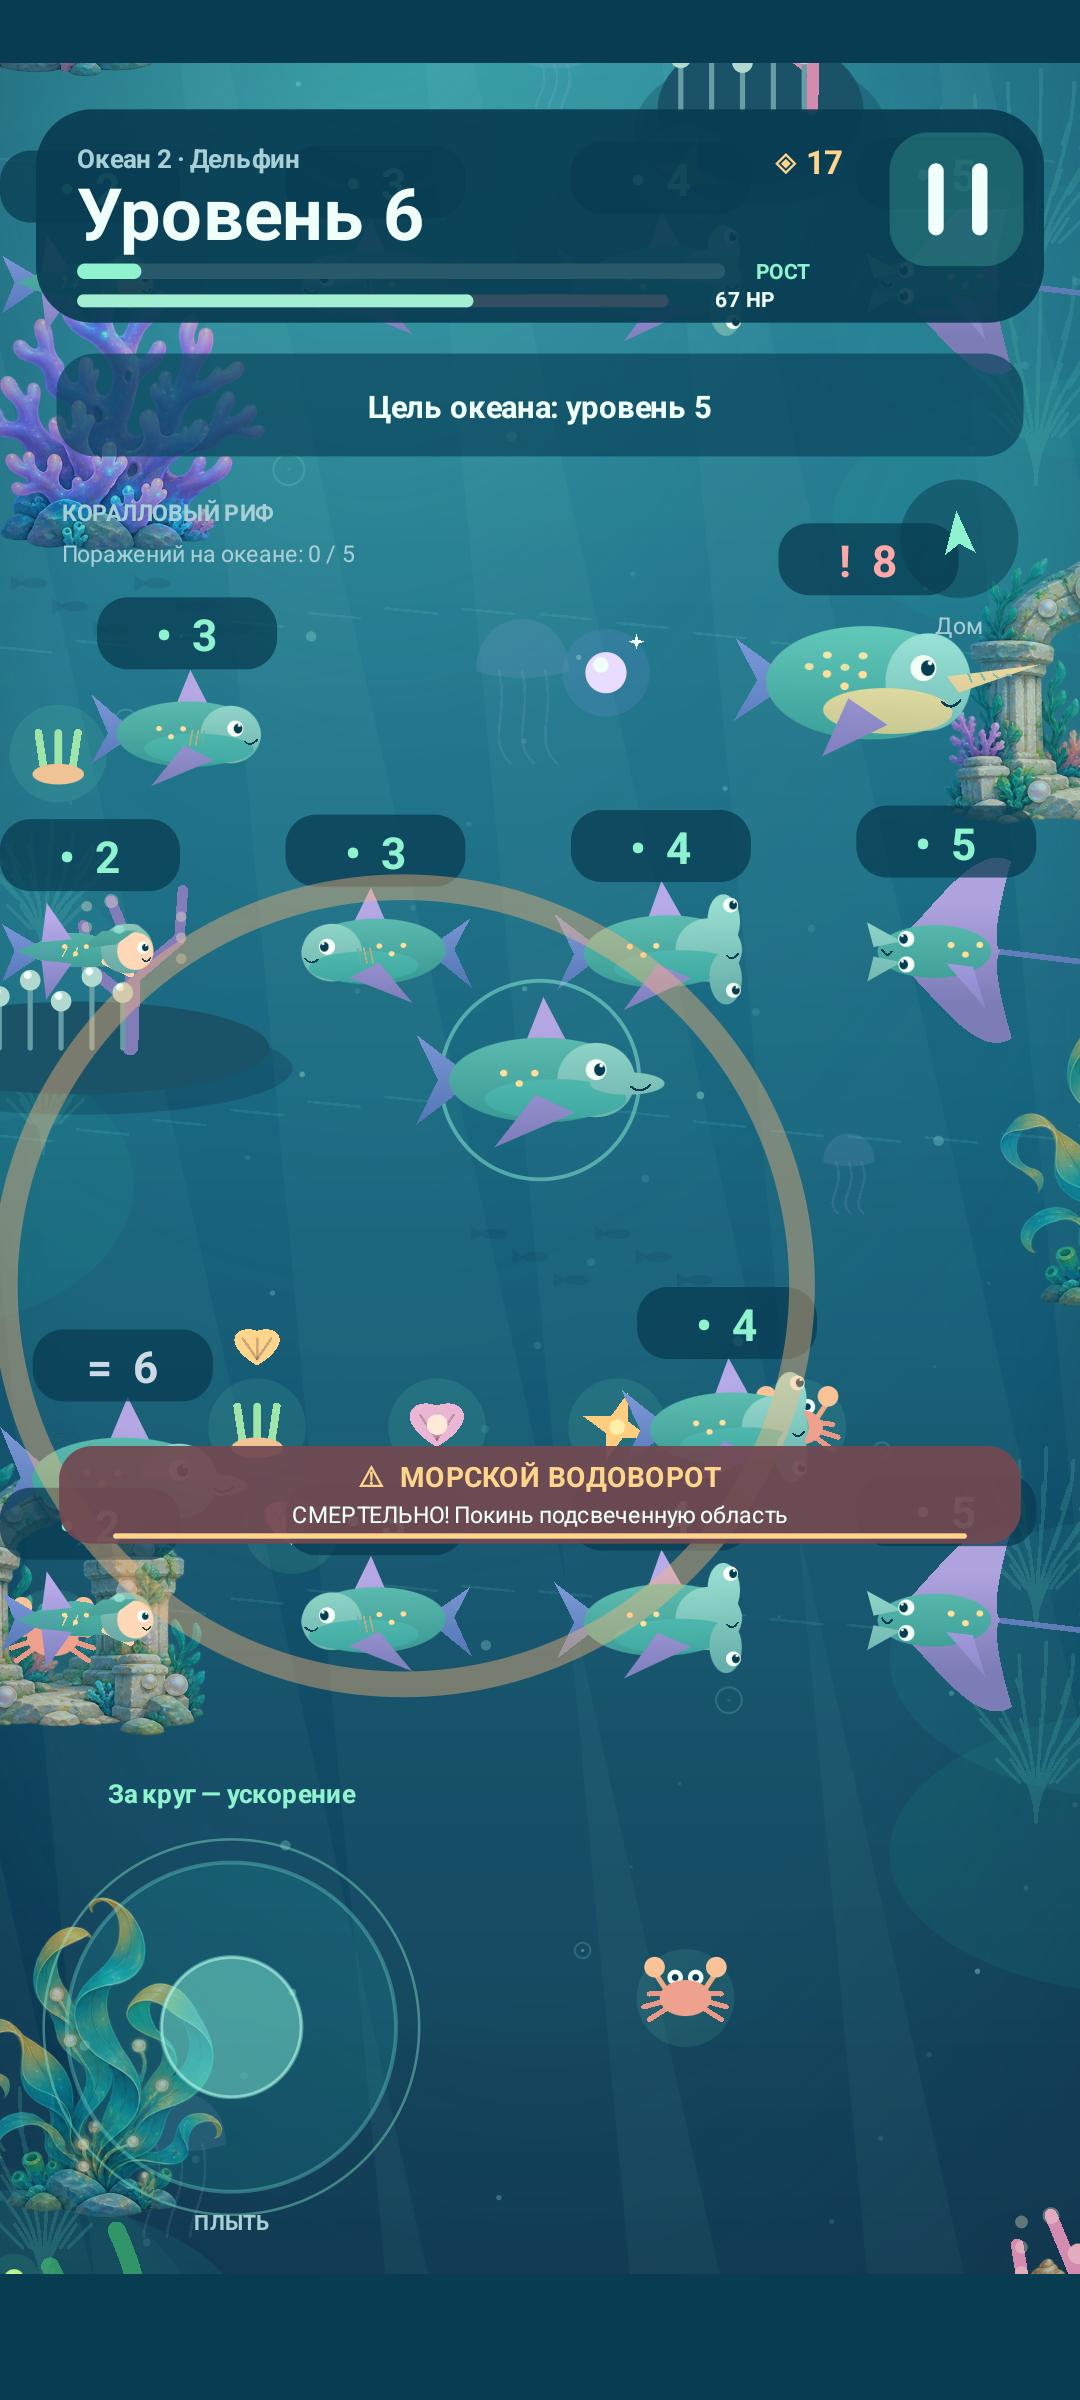 Океан 2 · Дельфин
17
Уровень 6
РОСТ
67 HP
Цель океана: уровень 5
КОРАЛЛОВЫЙ РИФ
Поражений на океане: 0 / 5
! 8
Дом
• 3
• 2
• 3
• 4
• 5
• 4
= 6
⚠ МОРСКОЙ ВОДОВОРОТ
СМЕРТЕЛЬНО! Покинь подсвеченную область
За круг — ускорение
ПЛЫТЬ